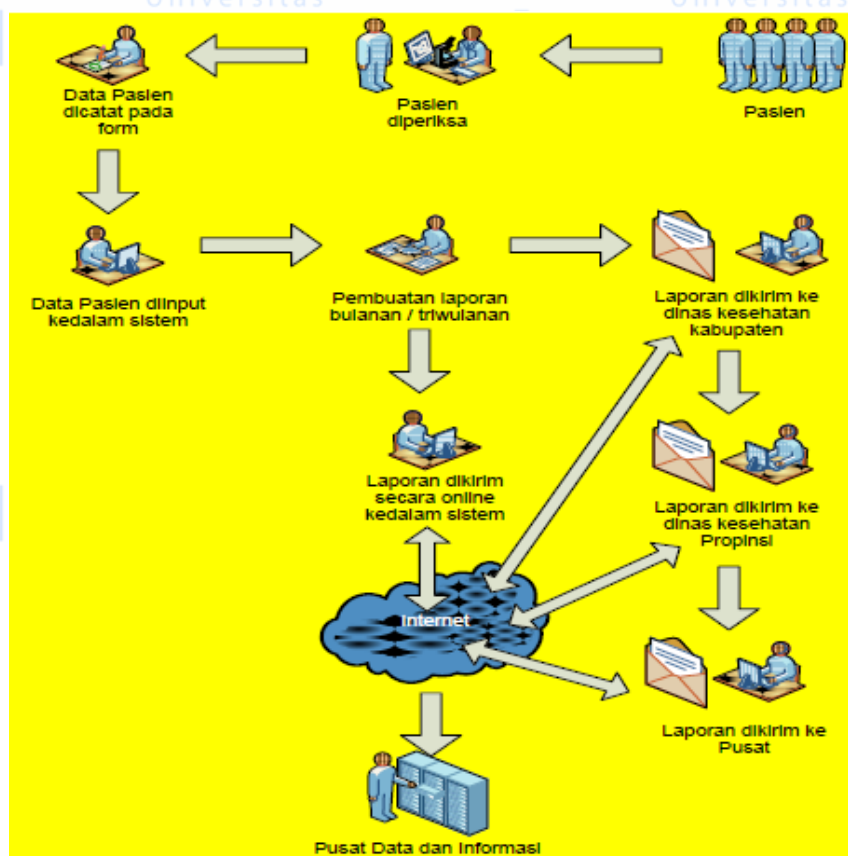 Universitas
Universitas
Data Pasien
dicatat pada
form
Pasien
diperiksa
Pasien
Data Pasien diinput
kedalam sistem
Pembuatan laporan
bulanan / triwulanan
Laporan dikirim ke
dinas kesehatan
kabupaten
Laporan dikirim
secara online
kedalam sistem
Laporan dikirim ke
dinas kesehatan
Propinsi
Internet
Laporan dikirim ke
Pusat
Pusat Data dan Informasi